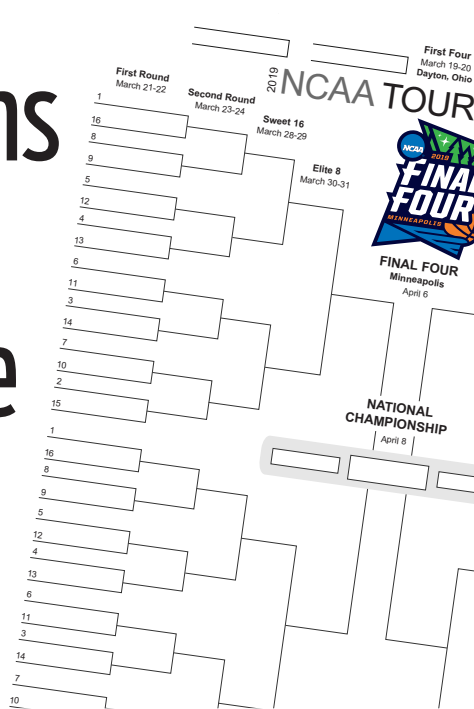 ns
e
First Four
March 19-20
Dayton, Ohio
2019
NCAA TOUR
First Round
March 21-22
Second Round
March 23-24
Sweet 16
March 28-29
Elite 8
March 30-31
NCAA
2019
FINAL
FOUR
MINNEAPOLIS
FINAL FOUR
Minneapolis
April 6
NATIONAL
CHAMPIONSHIP
April 8
1
16
8
9
5
12
4
13
6
11
3
14
7
10
2
15
1
16
8
9
5
12
4
13
6
11
3
14
7
10